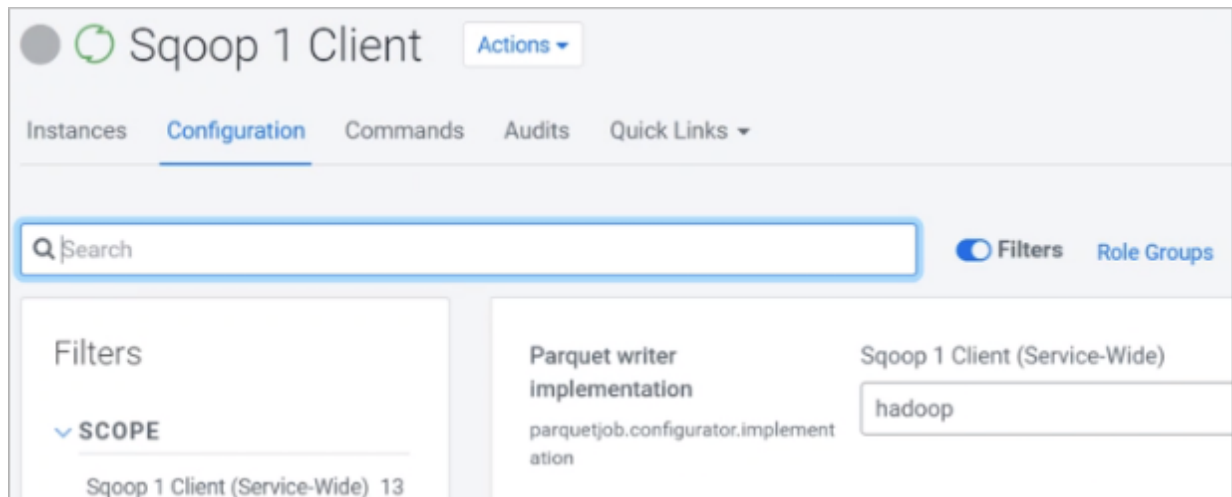 Sqoop 1 Client Actions
Instances Configuration Commands Audits Quick Links
Search Filters Role Groups
Filters
SCOPE
Sqoop 1 Client (Service-Wide) 13
Parquet writer
implementation
parquetjob.configurator.implement
ation
Sqoop 1 Client (Service-Wide)
hadoop